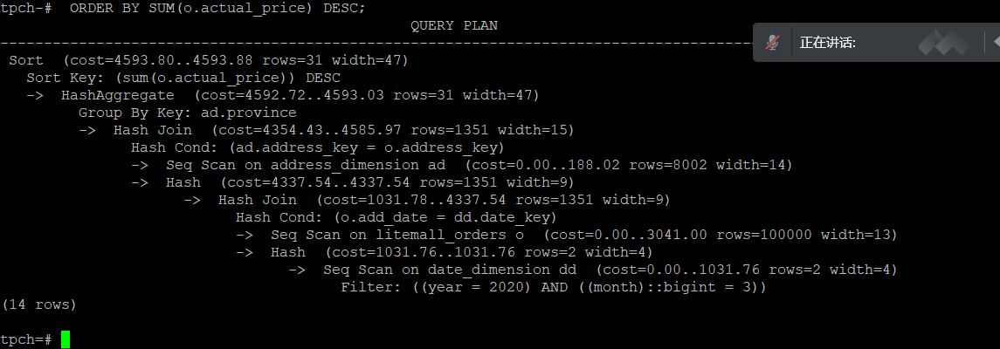 tpch-#  ORDER BY SUM(o.actual_price) DESC;
QUERY PLAN
正在讲话:
Sort  (cost=4593.80..4593.88 rows=31 width=47)
Sort Key: (sum(o.actual_price)) DESC
->  HashAggregate  (cost=4592.72..4593.03 rows=31 width=47)
Group By Key: ad.province
->  Hash Join  (cost=4354.43..4585.97 rows=1351 width=15)
Hash Cond: (ad.address_key = o.address_key)
->  Seq Scan on address_dimension ad  (cost=0.00..188.02 rows=8002 width=14)
->  Hash  (cost=4337.54..4337.54 rows=1351 width=9)
->  Hash Join  (cost=1031.78..4337.54 rows=1351 width=9)
Hash Cond: (o.add_date = dd.date_key)
->  Seq Scan on litemall_orders o  (cost=0.00..3041.00 rows=100000 width=13)
->  Hash  (cost=1031.76..1031.76 rows=2 width=4)
->  Seq Scan on date_dimension dd  (cost=0.00..1031.76 rows=2 width=4)
Filter: ((year = 2020) AND ((month)::bigint = 3))
(14 rows)
tpch=#